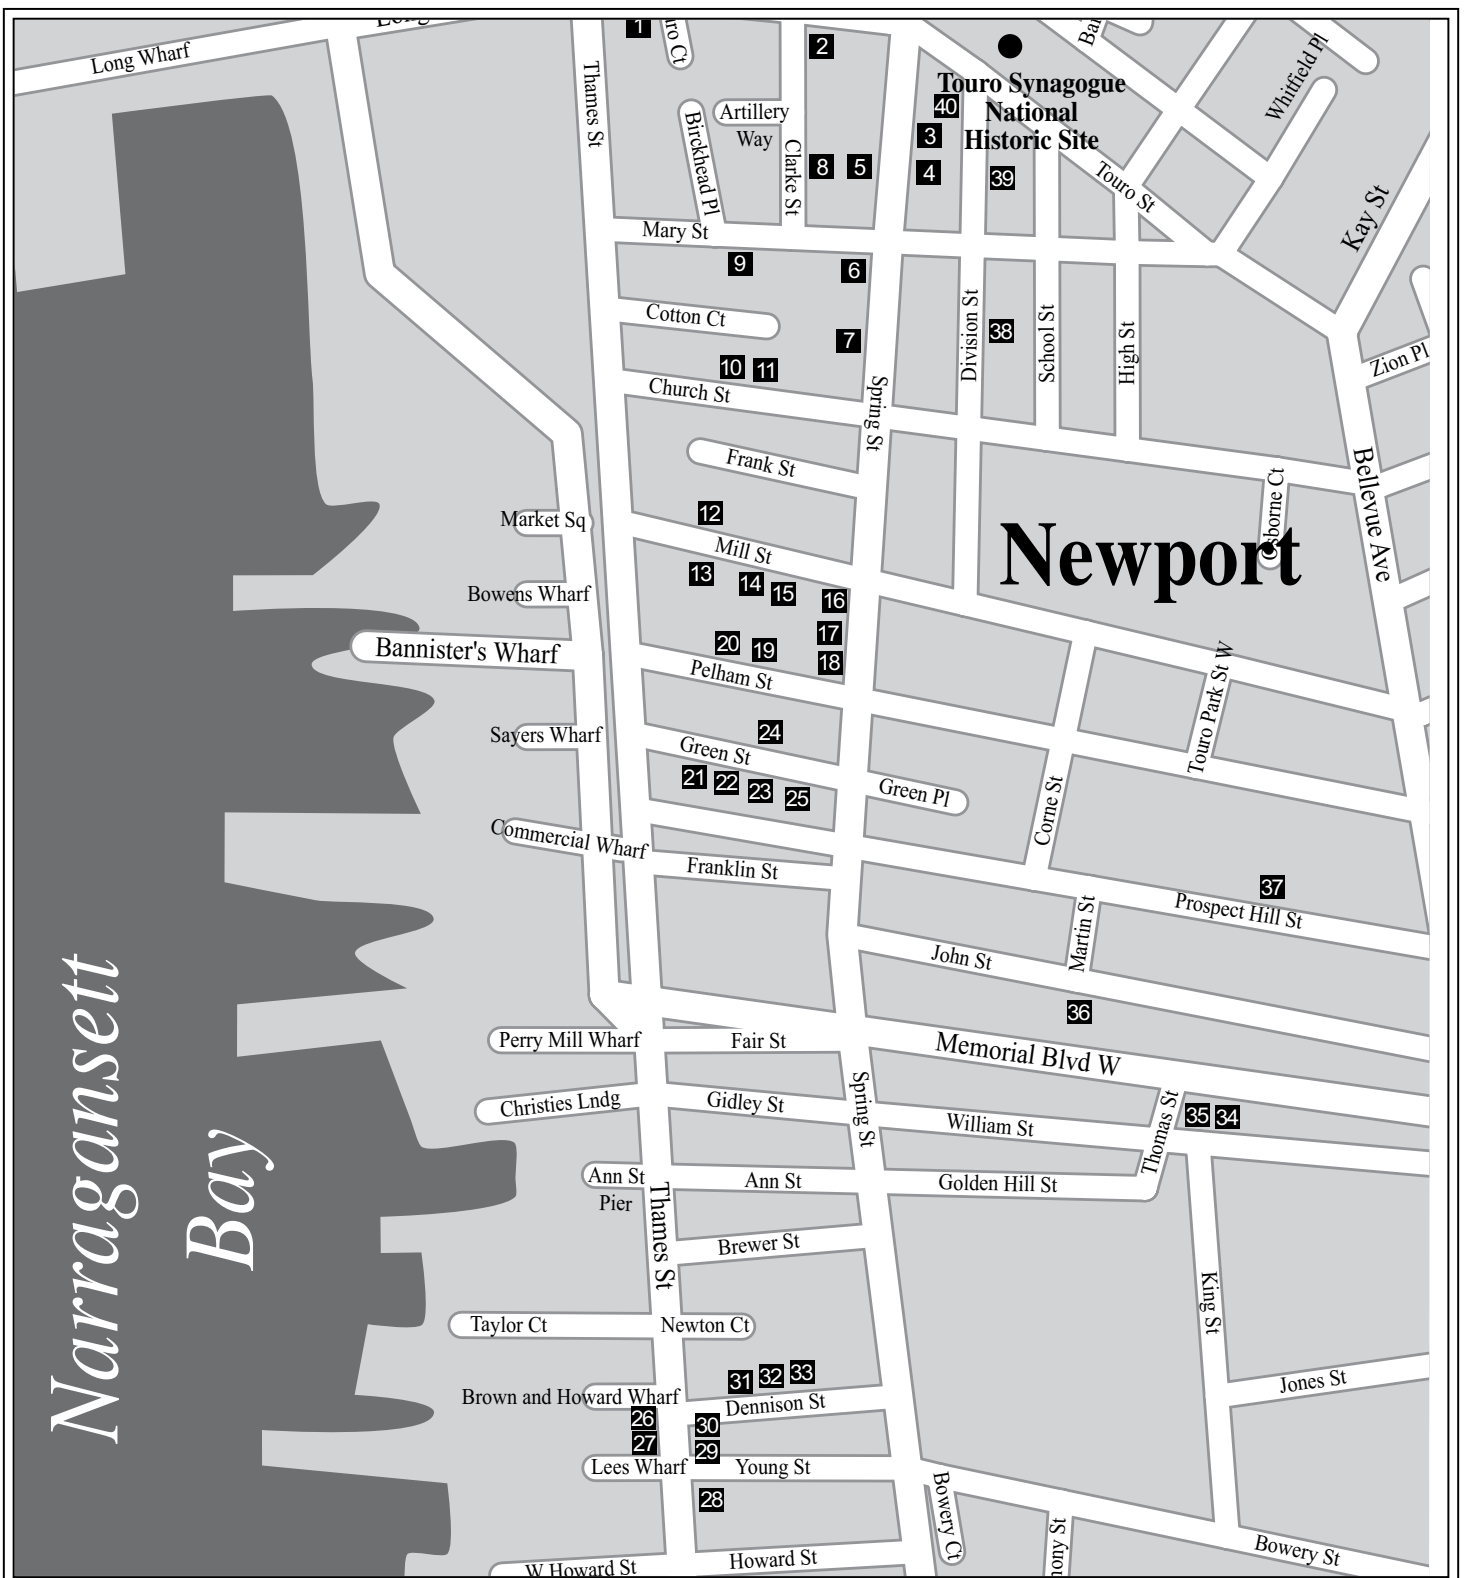 Long Wharf
Thames St
1
2
Touro Synagogue
National
Historic Site
40
3
4
39
Artillery
Way
Birckhead Pl
Clarke St
8
5
Touro St
Whitfield Pl
Kay St
Mary St
9
6
Cotton Ct
7
Division St
38
School St
High St
Zion Pl
10
11
Church St
Spring St
Frank St
Bellevue Ave
Market Sq
12
Mill St
Newport
Bowens Wharf
13
14
15
16
17
18
Bannister's Wharf
20
19
Pelham St
Touro Park St W
Sayers Wharf
24
Green St
21
22
23
25
Green Pl
Corne St
Commercial Wharf
Franklin St
37
Prospect Hill St
Martin St
John St
36
Narragansett
Bay
Perry Mill Wharf
Fair St
Memorial Blvd W
Christies Lndg
Gidley St
Spring St
William St
Thomas St
35
34
Ann St
Pier
Ann St
Golden Hill St
Thames St
Brewer St
King St
Taylor Ct
Newton Ct
31
32
33
Jones St
Brown and Howard Wharf
Dennison St
26
27
30
29
Lees Wharf
Young St
28
Bowery Ct
Bowery St
W Howard St
Howard St